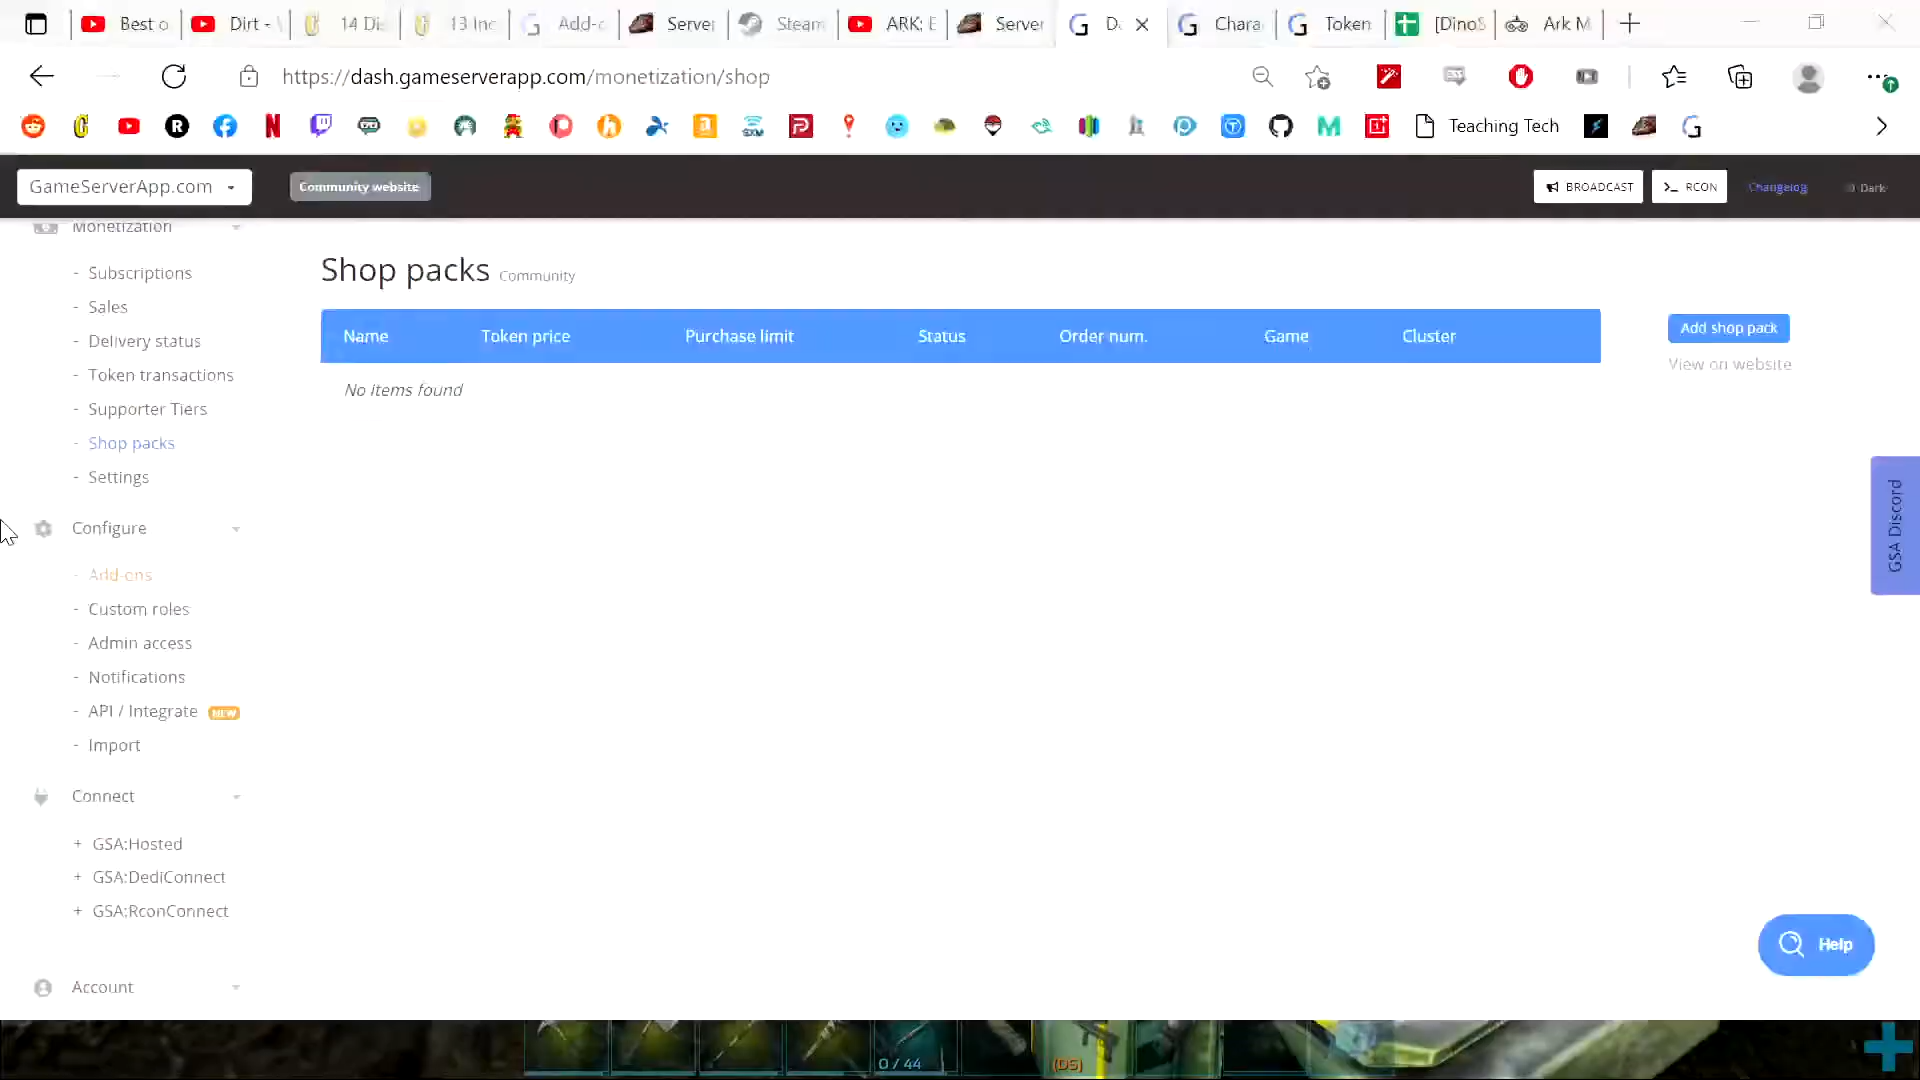 Best o
Dirt -
14 Di
13 Inc
Add-c
Server
Steam
ARK: E
Server
D
Chara
Token
[DinoS
Ark M
https://dash.gameserverapp.com/monetization/shop
Teaching Tech
GameServerApp.com
Community website
BROADCAST
RCON
Changelog
Dark
Monetization
- Subscriptions
- Sales
- Delivery status
- Token transactions
- Supporter Tiers
- Shop packs
- Settings
Configure
- Add-ons
- Custom roles
- Admin access
- Notifications
- API / Integrate NEW
- Import
Connect
+ GSA:Hosted
+ GSA:DediConnect
+ GSA:RconConnect
Account
Shop packs Community
Name Token price Purchase limit Status Order num. Game Cluster
No items found
Add shop pack
View on website
GSA Discord
Help
0 / 44
(DS)